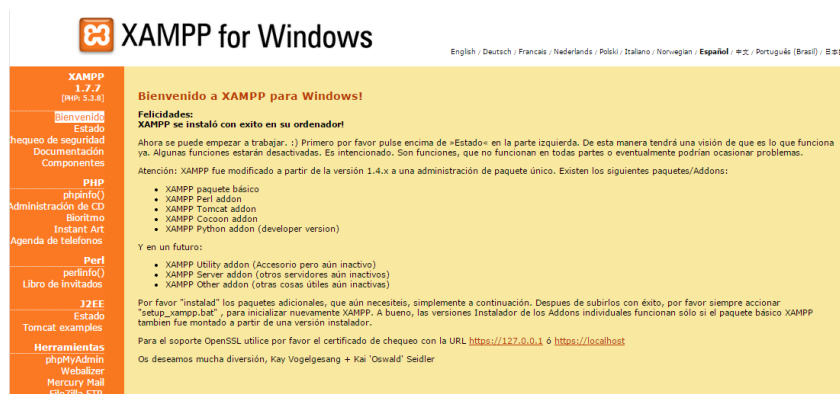 XAMPP for Windows
English / Deutsch / Francais / Nederlands / Polski / Italiano / Norwegian / Español / 中文 / Português (Brasil) / 日本
XAMPP
1.7.7
[PHP: 5.3.8]
Bienvenido
Estado
hequeo de seguridad
Documentación
Componentes
PHP
phpinfo()
Administración de CD
Bioritmo
Instant Art
Agenda de telefonos
Perl
perlinfo()
Libro de invitados
J2EE
Estado
Tomcat examples
Herramientas
phpMyAdmin
Webalizer
Mercury Mail
FileZilla FTP
Bienvenido a XAMPP para Windows!
Felicidades:
XAMPP se instaló con exito en su ordenador!
Ahora se puede empezar a trabajar. :) Primero por favor pulse encima de »Estado« en la parte izquierda. De esta manera tendrá una visión de que es lo que funciona
ya. Algunas funciones estarán desactivadas. Es intencionado. Son funciones, que no funcionan en todas partes o eventualmente podrían ocasionar problemas.
Atención: XAMPP fue modificado a partir de la versión 1.4.x a una administración de paquete único. Existen los siguientes paquetes/Addons:
XAMPP paquete básico
XAMPP Perl addon
XAMPP Tomcat addon
XAMPP Cocoon addon
XAMPP Python addon (developer version)
Y en un futuro:
XAMPP Utility addon (Accesorio pero aún inactivo)
XAMPP Server addon (otros servidores aún inactivos)
XAMPP Other addon (otras cosas útiles aún inactivas)
Por favor "instalad" los paquetes adicionales, que aún necesiteis, simplemente a continuación. Despues de subirlos con éxito, por favor siempre accionar
"setup_xampp.bat" , para inicializar nuevamente XAMPP. A bueno, las versiones Instalador de los Addons individuales funcionan sólo si el paquete básico XAMPP
tambien fue montado a partir de una versión instalador.
Para el soporte OpenSSL utilice por favor el certificado de chequeo con la URL https://127.0.0.1 ó https://localhost
Os deseamos mucha diversión, Kay Vogelgesang + Kai 'Oswald' Seidler